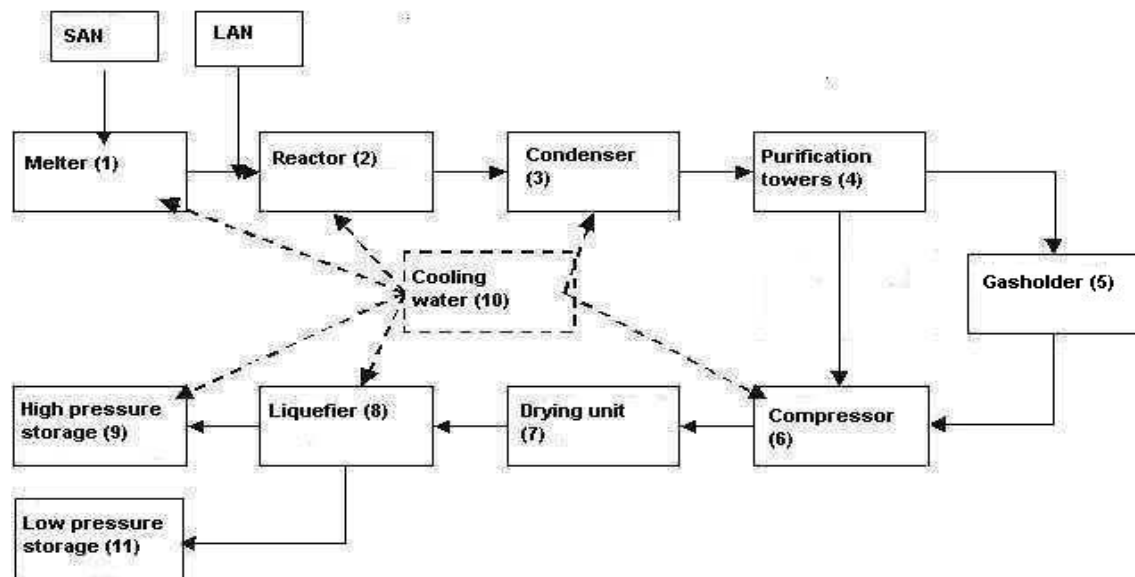 SAN
LAN
Melter (1)
Reactor (2)
Condenser
(3)
Purification
towers (4)
Cooling
water (10)
Gasholder (5)
High pressure
storage (9)
Liquefier (8)
Drying unit
(7)
Compressor
(6)
Low pressure
storage (11)